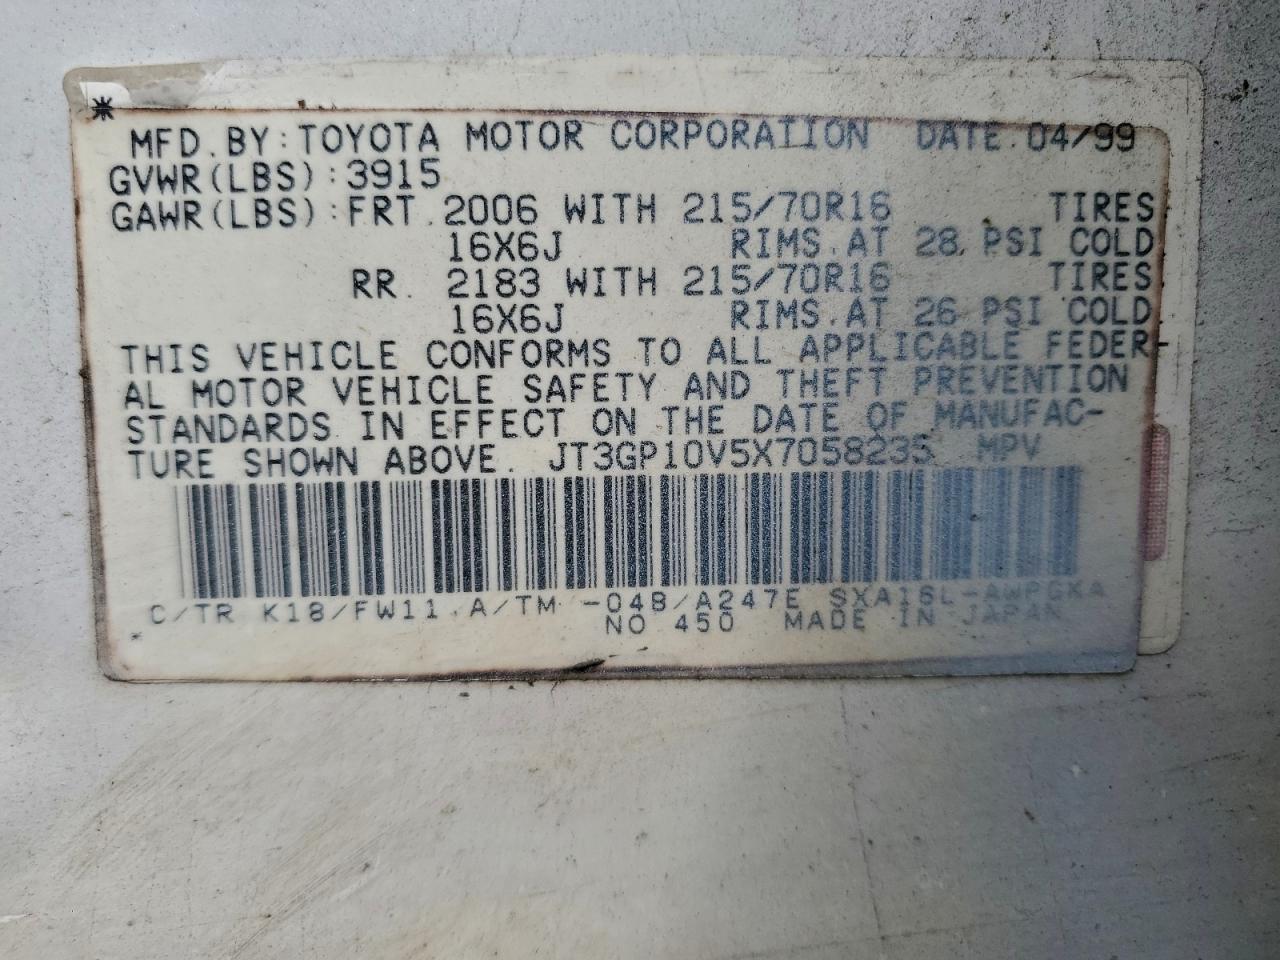 MFD. BY: TOYOTA MOTOR CORPORATION DATE 04/99
GVWR(LBS): 3915
GAWR(LBS): FRT. 2006 WITH 215/70R16 TIRES
16X6J RIMS. AT 28 PSI COLD
RR. 2183 WITH 215/70R16 TIRES
16X6J RIMS. AT 26 PSI COLD
THIS VEHICLE CONFORMS TO ALL APPLICABLE FEDER-
AL MOTOR VEHICLE SAFETY AND THEFT PREVENTION
STANDARDS IN EFFECT ON THE DATE OF MANUFAC-
TURE SHOWN ABOVE. JT3GP10V5X7058235 MPV
C/TR K18/FW11 A/TM -04B/A247E SXA16L-AWPGKA
NO 450 MADE IN JAPAN